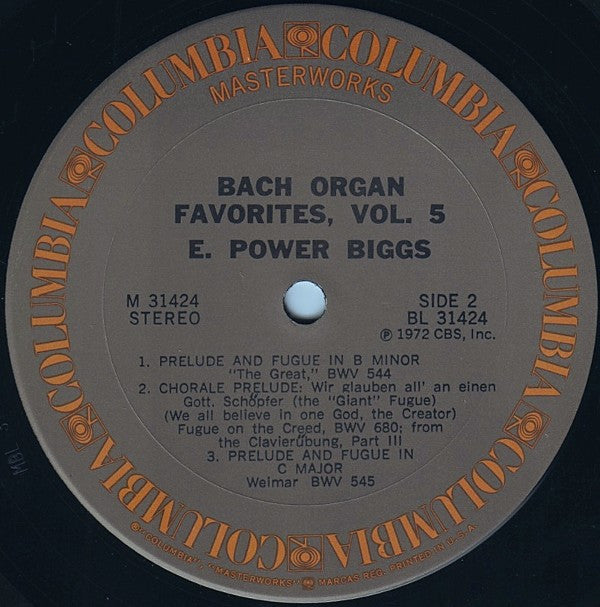 COLUMBIA COLUMBIA COLUMBIA COLUMBIA COLUMBIA COLUMBIA COLUMBIA COLUMBIA
MASTERWORKS
BACH ORGAN
FAVORITES, VOL. 5
E. POWER BIGGS
M 31424
STEREO
SIDE 2
BL 31424
Ⓟ 1972 CBS, Inc.
1. PRELUDE AND FUGUE IN B MINOR
"The Great," BWV 544
2. CHORALE PRELUDE: Wir glauben all' an einen
Gott, Schöpfer (the "Giant" Fugue)
(We all believe in one God, the Creator)
Fugue on the Creed, BWV 680; from
the Clavierübung, Part III
3. PRELUDE AND FUGUE IN
C MAJOR
Weimar BWV 545
® "COLUMBIA", "MASTERWORKS" MARCAS REG. PRINTED IN U.S.A.